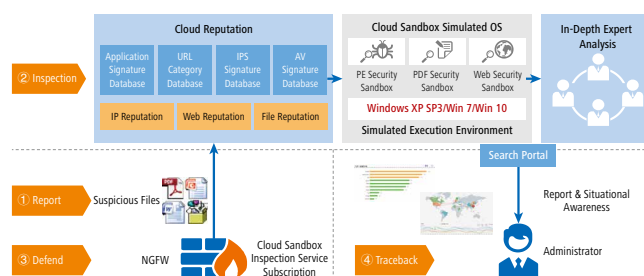 Cloud Reputation
Application
Signature
Database
URL
Category
Database
IPS
Signature
Database
AV
Signature
Database
IP Reputation
Web Reputation
File Reputation
Cloud Sandbox Simulated OS
PE Security
Sandbox
PDF Security
Sandbox
Web Security
Sandbox
Windows XP SP3/Win 7/Win 10
Simulated Execution Environment
In-Depth Expert
Analysis
② Inspection
Search Portal
① Report
Suspicious Files
Report & Situational
Awareness
③ Defend
NGFW
Cloud Sandbox
Inspection Service
Subscription
④ Traceback
Administrator